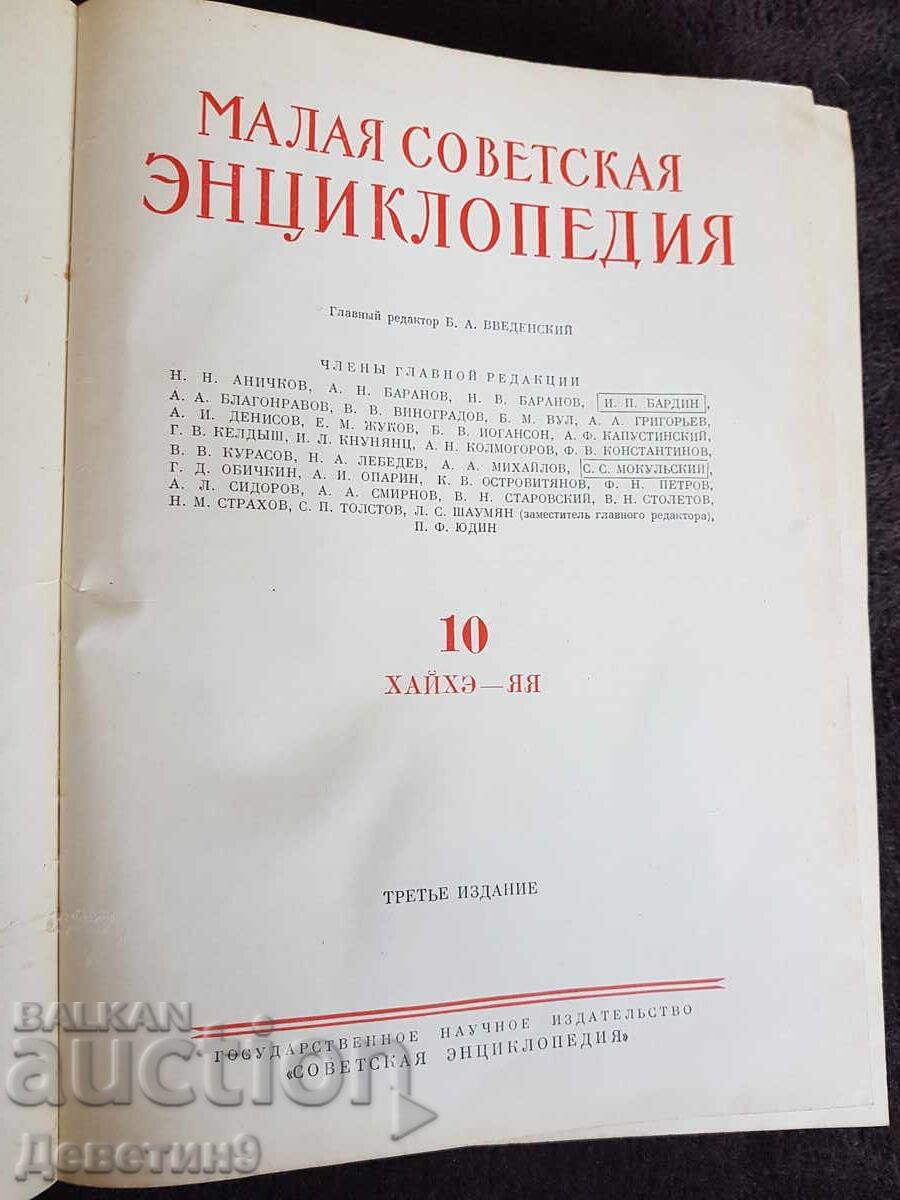 МАЛАЯ СОВЕТСКАЯ
ЭНЦИКЛОПЕДИЯ
Главный редактор Б. А. ВВЕДЕНСКИЙ
ЧЛЕНЫ ГЛАВНОЙ РЕДАКЦИИ
Н. Н. АНИЧКОВ, А. Н. БАРАНОВ, Н. В. БАРАНОВ, И. П. БАРДИН,
А. А. БЛАГОНРАВОВ, В. В. ВИНОГРАДОВ, Б. М. ВУЛ, А. А. ГРИГОРЬЕВ,
А. И. ДЕНИСОВ, Е. М. ЖУКОВ, Б. В. ИОГАНСОН, А. Ф. КАПУСТИНСКИЙ,
Г. В. КЕЛДЫШ, И. Л. КНУНЯНЦ, А. Н. КОЛМОГОРОВ, Ф. В. КОНСТАНТИНОВ,
В. В. КУРАСОВ, Н. А. ЛЕБЕДЕВ, А. А. МИХАЙЛОВ, С. С. МОКУЛЬСКИЙ,
Г. Д. ОБИЧКИН, А. И. ОПАРИН, К. В. ОСТРОВИТЯНОВ, Ф. Н. ПЕТРОВ,
А. Л. СИДОРОВ, А. А. СМИРНОВ, В. Н. СТАРОВСКИЙ, В. Н. СТОЛЕТОВ,
Н. М. СТРАХОВ, С. П. ТОЛСТОВ, Л. С. ШАУМЯН (заместитель главного редактора),
П. Ф. ЮДИН
10
ХАЙХЭ — ЯЯ
ТРЕТЬЕ ИЗДАНИЕ
ГОСУДАРСТВЕННОЕ НАУЧНОЕ ИЗДАТЕЛЬСТВО
«СОВЕТСКАЯ ЭНЦИКЛОПЕДИЯ»
BALKAN
auction
Деветин9